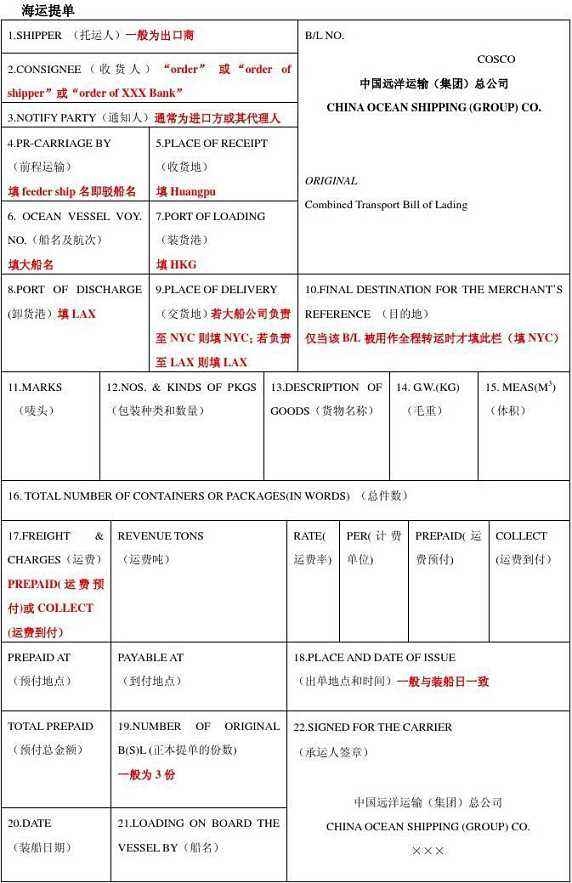 海运提单
1.SHIPPER （托运人）一般为出口商
B/L NO.
2.CONSIGNEE（收货人）“order” 或“order of
shipper”或“order of XXX Bank”
3.NOTIFY PARTY（通知人）通常为进口方或其代理人
COSCO
中国远洋运输（集团）总公司
CHINA OCEAN SHIPPING (GROUP) CO.
ORIGINAL
Combined Transport Bill of Lading
4.PR-CARRIAGE BY
（前程运输）
填 feeder ship 名即驳船名
5.PLACE OF RECEIPT
（收货地）
填 Huangpu
6. OCEAN VESSEL VOY.
NO.（船名及航次）
填大船名
7.PORT OF LOADING
（装货港）
填 HKG
8.PORT OF DISCHARGE
(卸货港）填 LAX
9.PLACE OF DELIVERY
（交货地）若大船公司负责
至 NYC 则填 NYC；若负责
至 LAX 则填 LAX
10.FINAL DESTINATION FOR THE MERCHANT’S
REFERENCE （目的地）
仅当该 B/L 被用作全程转运时才填此栏（填 NYC）
11.MARKS
（唛头）
12.NOS. & KINDS OF PKGS
（包装种类和数量）
13.DESCRIPTION OF
GOODS（货物名称）
14. G.W.(KG)
（毛重）
15. MEAS(M³)
（体积）
16. TOTAL NUMBER OF CONTAINERS OR PACKAGES(IN WORDS) （总件数）
17.FREIGHT &
CHARGES（运费）
PREPAID( 运 费 预
付)或 COLLECT
(运费到付）
REVENUE TONS
（运费吨）
RATE(
运费率)
PER( 计 费
单位)
PREPAID( 运
费预付)
COLLECT
(运费到付）
PREPAID AT
（预付地点）
PAYABLE AT
（到付地点）
18.PLACE AND DATE OF ISSUE
（出单地点和时间）一般与装船日一致
TOTAL PREPAID
（预付总金额）
19.NUMBER OF ORIGINAL
B(S)L (正本提单的份数)
一般为 3 份
22.SIGNED FOR THE CARRIER
（承运人签章）
中国远洋运输（集团）总公司
CHINA OCEAN SHIPPING (GROUP) CO.
×××
20.DATE
（装船日期）
21.LOADING ON BOARD THE
VESSEL BY（船名）